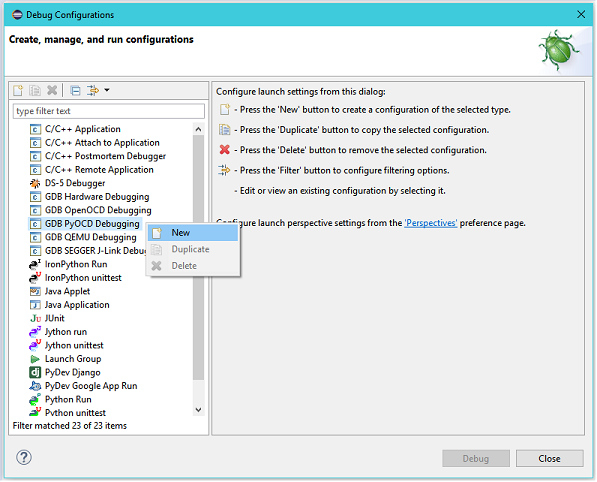 Debug Configurations
Create, manage, and run configurations
type filter text
C/C++ Application
C/C++ Attach to Application
C/C++ Postmortem Debugger
C/C++ Remote Application
DS-5 Debugger
GDB Hardware Debugging
GDB OpenOCD Debugging
GDB PyOCD Debugging
GDB QEMU Debugging
GDB SEGGER J-Link Debug
IronPython Run
IronPython unittest
Java Applet
Java Application
JUnit
Jython run
Jython unittest
Launch Group
PyDev Django
PyDev Google App Run
Python Run
Python unittest
Filter matched 23 of 23 items
New
Duplicate
Delete
Configure launch settings from this dialog:
- Press the 'New' button to create a configuration of the selected type.
- Press the 'Duplicate' button to copy the selected configuration.
- Press the 'Delete' button to remove the selected configuration.
- Press the 'Filter' button to configure filtering options.
- Edit or view an existing configuration by selecting it.
Configure launch perspective settings from the 'Perspectives' preference page.
Debug
Close